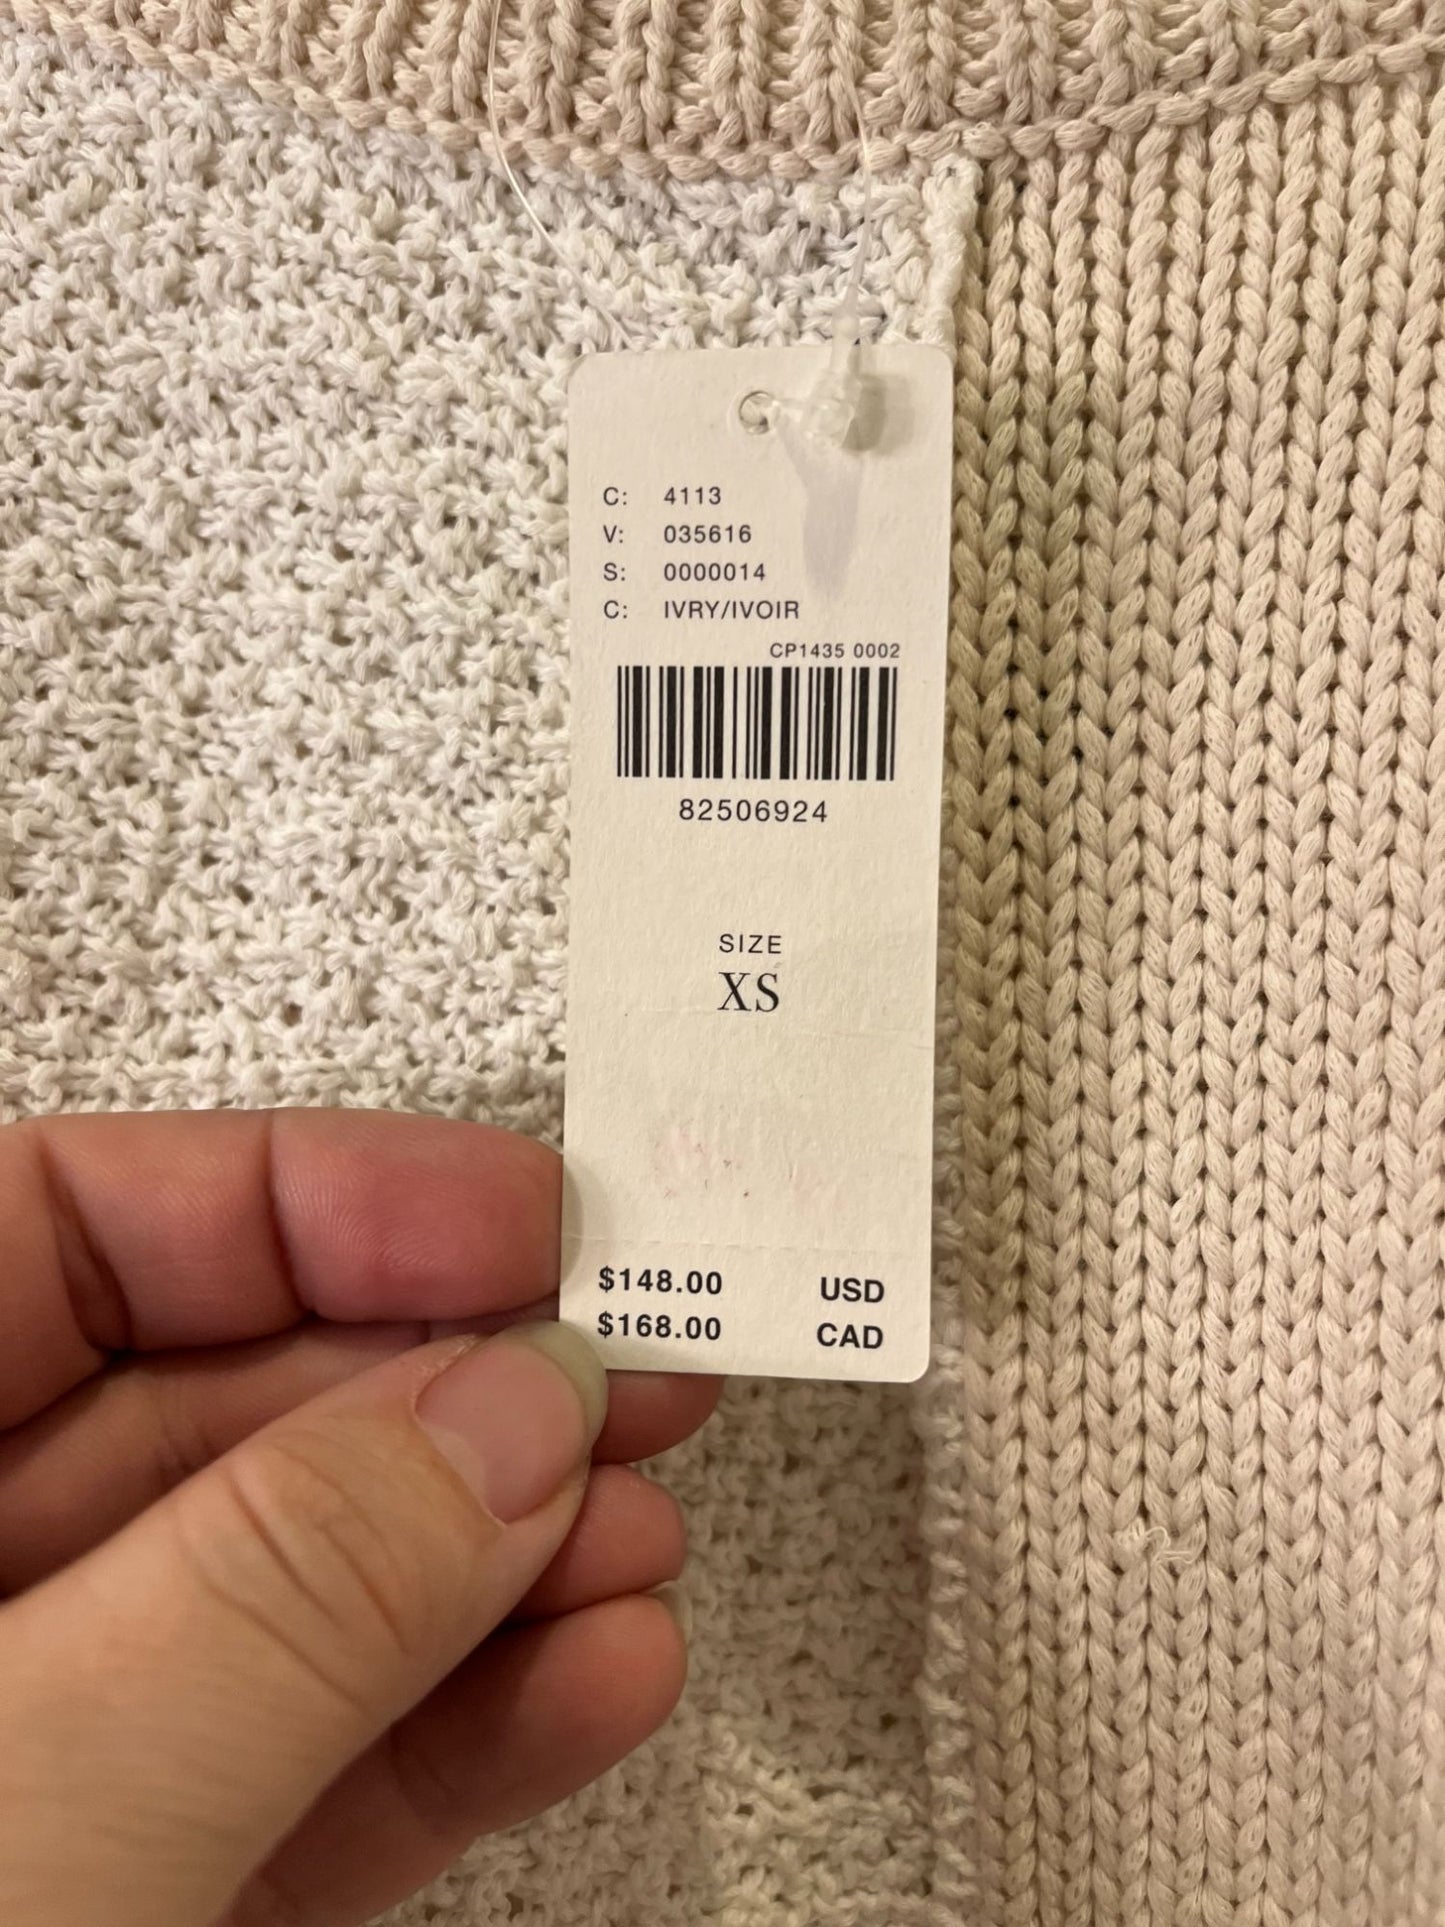 C: 4113
V: 035616
S: 0000014
C: IVRY/IVOIR
CP1435 0002
82506924
SIZE
XS
$148.00 USD
$168.00 CAD